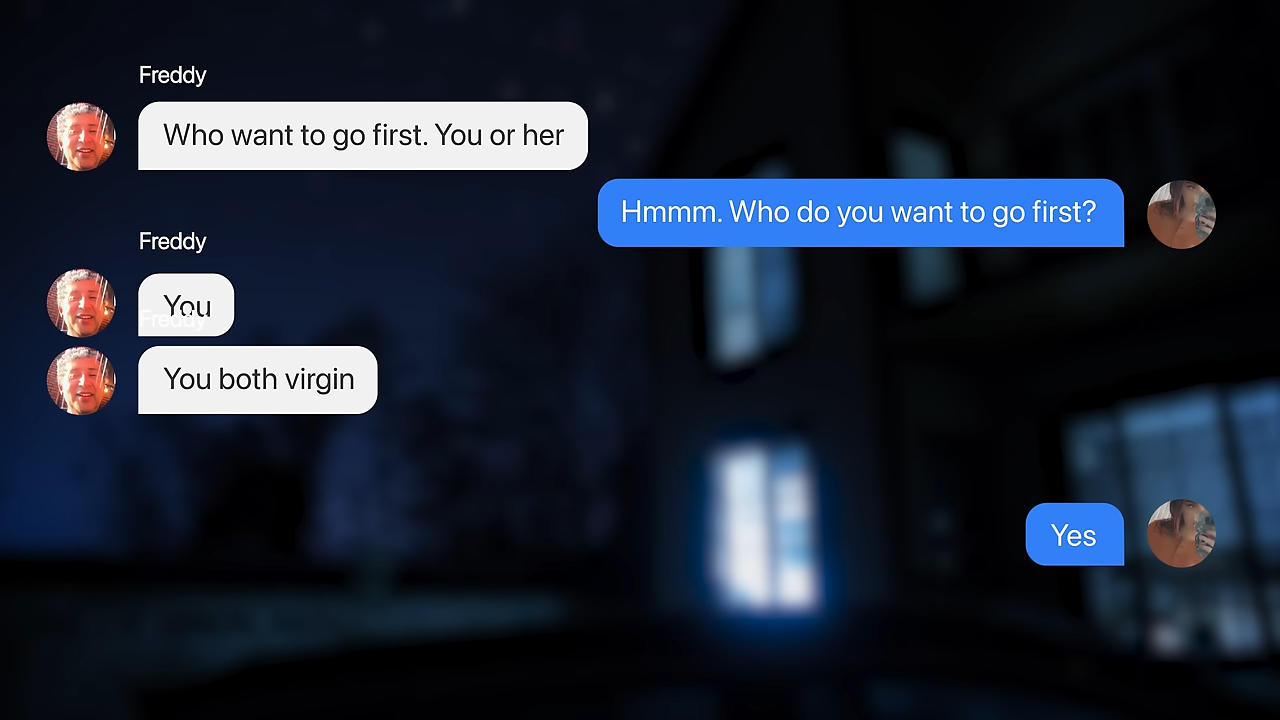 Freddy
Who want to go first. You or her
Hmmm. Who do you want to go first?
Freddy
You
Freddy
You both virgin
Yes